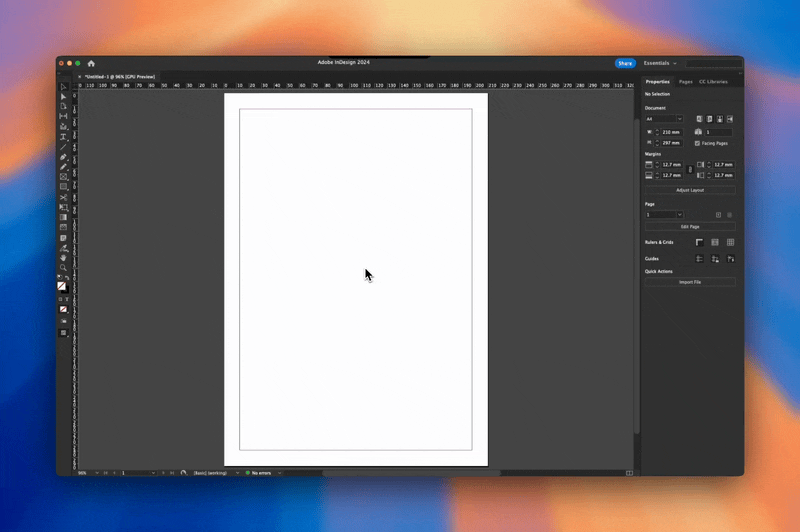 Adobe InDesign 2024
Share
Essentials
*Untitled-1 @ 96% [GPU Preview]
Properties
Pages
CC Libraries
No Selection
Document
A4
W: 210 mm
1
H: 297 mm
Facing Pages
Margins
12.7 mm 12.7 mm
12.7 mm 12.7 mm
Adjust Layout
Page
1
Edit Page
Rulers & Grids
Guides
Quick Actions
Import File
96%
1
[Basic] (working)
No errors